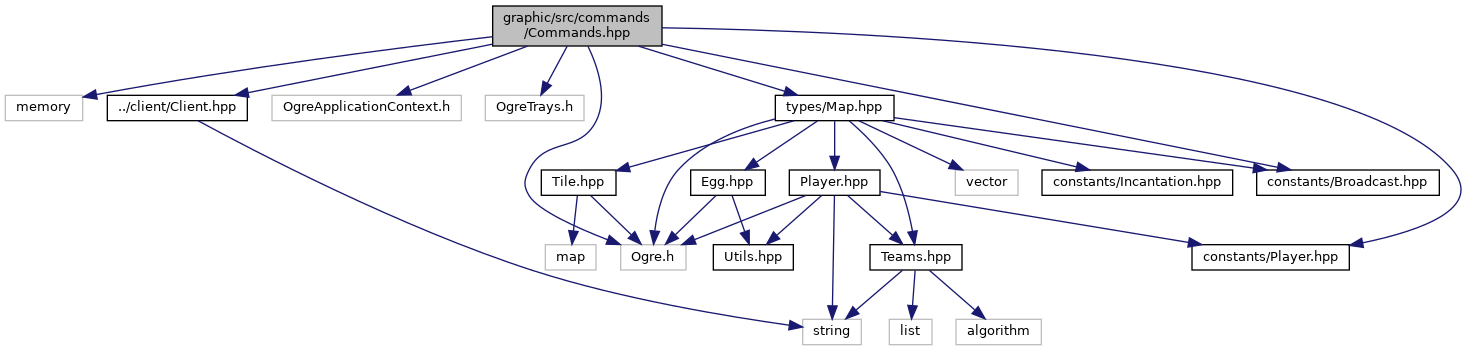 graphic/src/commands
/Commands.hpp
memory
../client/Client.hpp
OgreApplicationContext.h
OgreTrays.h
types/Map.hpp
Tile.hpp
Egg.hpp
Player.hpp
vector
constants/Incantation.hpp
constants/Broadcast.hpp
map
Ogre.h
Utils.hpp
Teams.hpp
constants/Player.hpp
string
list
algorithm